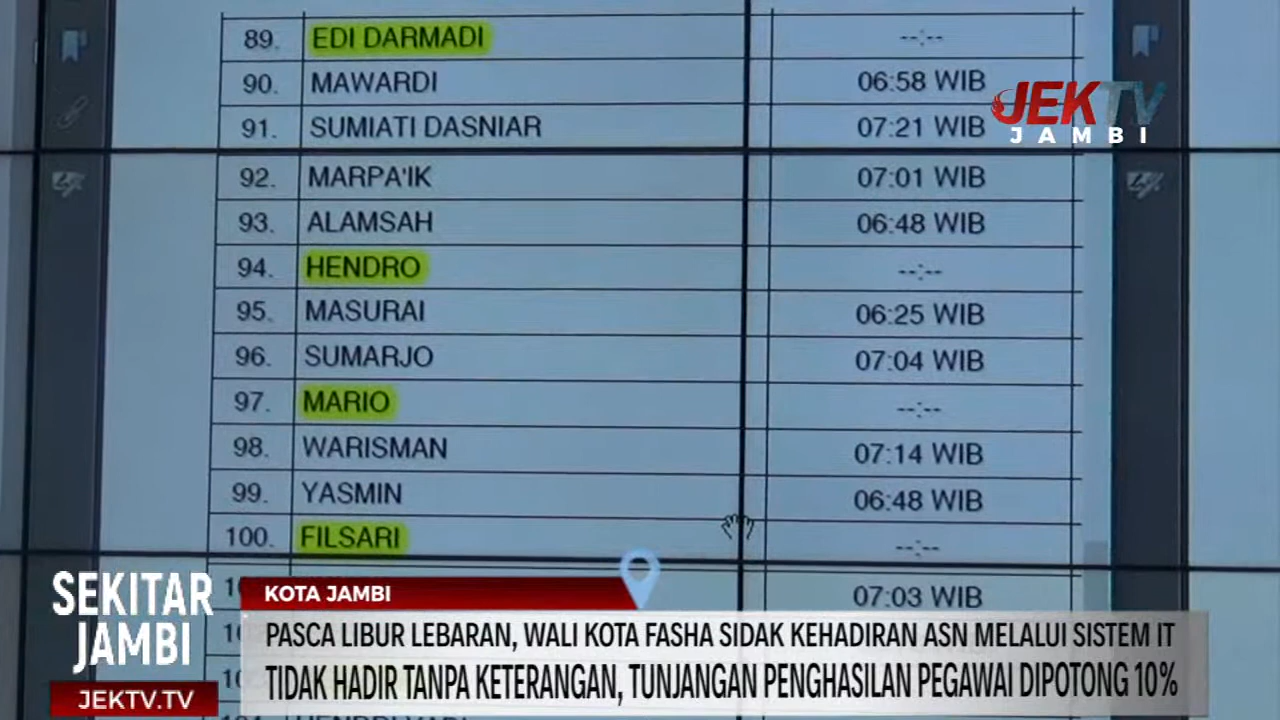 89. EDI DARMADI --:--
90. MAWARDI 06:58 WIB
91. SUMIATI DASNIAR 07:21 WIB
JEKTV
JAMBI
92. MARPA'IK 07:01 WIB
93. ALAMSAH 06:48 WIB
94. HENDRO --:--
95. MASURAI 06:25 WIB
96. SUMARJO 07:04 WIB
97. MARIO --:--
98. WARISMAN 07:14 WIB
99. YASMIN 06:48 WIB
100. FILSARI --:--
07:03 WIB
SEKITAR
JAMBI
JEKTV.TV
KOTA JAMBI
PASCA LIBUR LEBARAN, WALI KOTA FASHA SIDAK KEHADIRAN ASN MELALUI SISTEM IT
TIDAK HADIR TANPA KETERANGAN, TUNJANGAN PENGHASILAN PEGAWAI DIPOTONG 10%